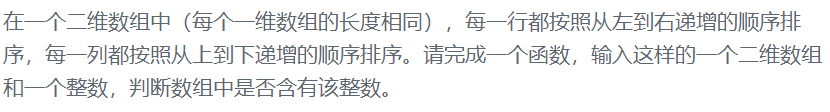 在一个二维数组中（每个一维数组的长度相同），每一行都按照从左到右递增的顺序排
序，每一列都按照从上到下递增的顺序排序。请完成一个函数，输入这样的一个二维数组
和一个整数，判断数组中是否含有该整数。